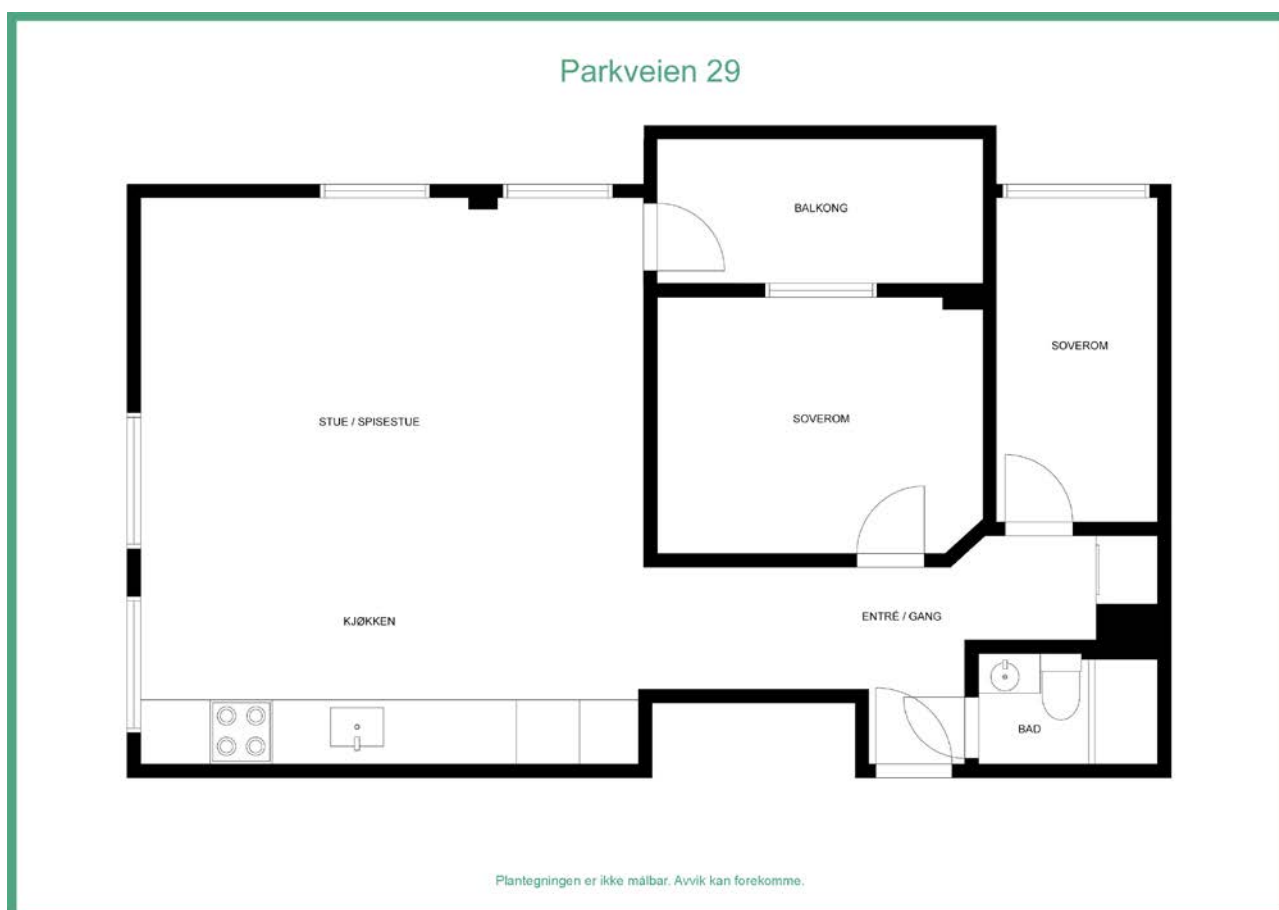 Parkveien 29
BALKONG
SOVEROM
STUE / SPISESTUE
SOVEROM
KJØKKEN
ENTRÉ / GANG
BAD
Plantegningen er ikke målbar. Avvik kan forekomme.